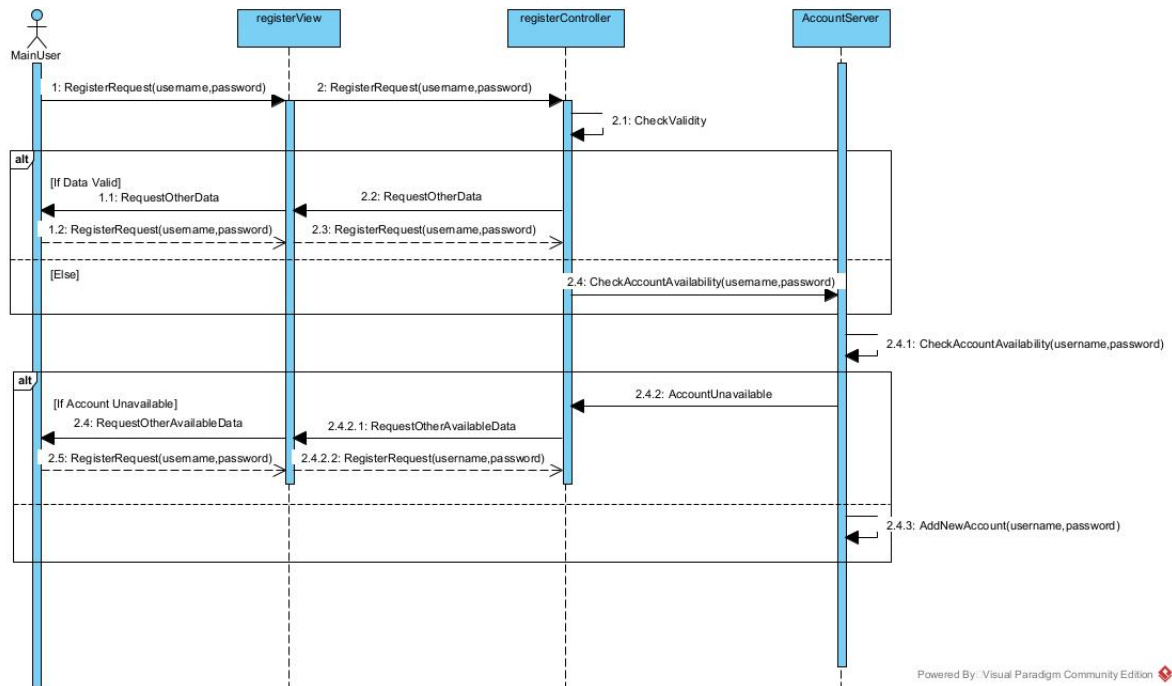 registerView
registerController
AccountServer
MainUser
1: RegisterRequest(username,password)
2: RegisterRequest(username,password)
2.1: CheckValidity
alt
[If Data Valid]
1.1: RequestOtherData
2.2: RequestOtherData
1.2: RegisterRequest(username,password)
2.3: RegisterRequest(username,password)
[Else]
2.4: CheckAccountAvailability(username,password)
2.4.1: CheckAccountAvailability(username,password)
alt
[If Account Unavailable]
2.4.2: AccountUnavailable
2.4: RequestOtherAvailableData
2.4.2.1: RequestOtherAvailableData
2.5: RegisterRequest(username,password)
2.4.2.2: RegisterRequest(username,password)
2.4.3: AddNewAccount(username,password)
Powered By Visual Paradigm Community Edition